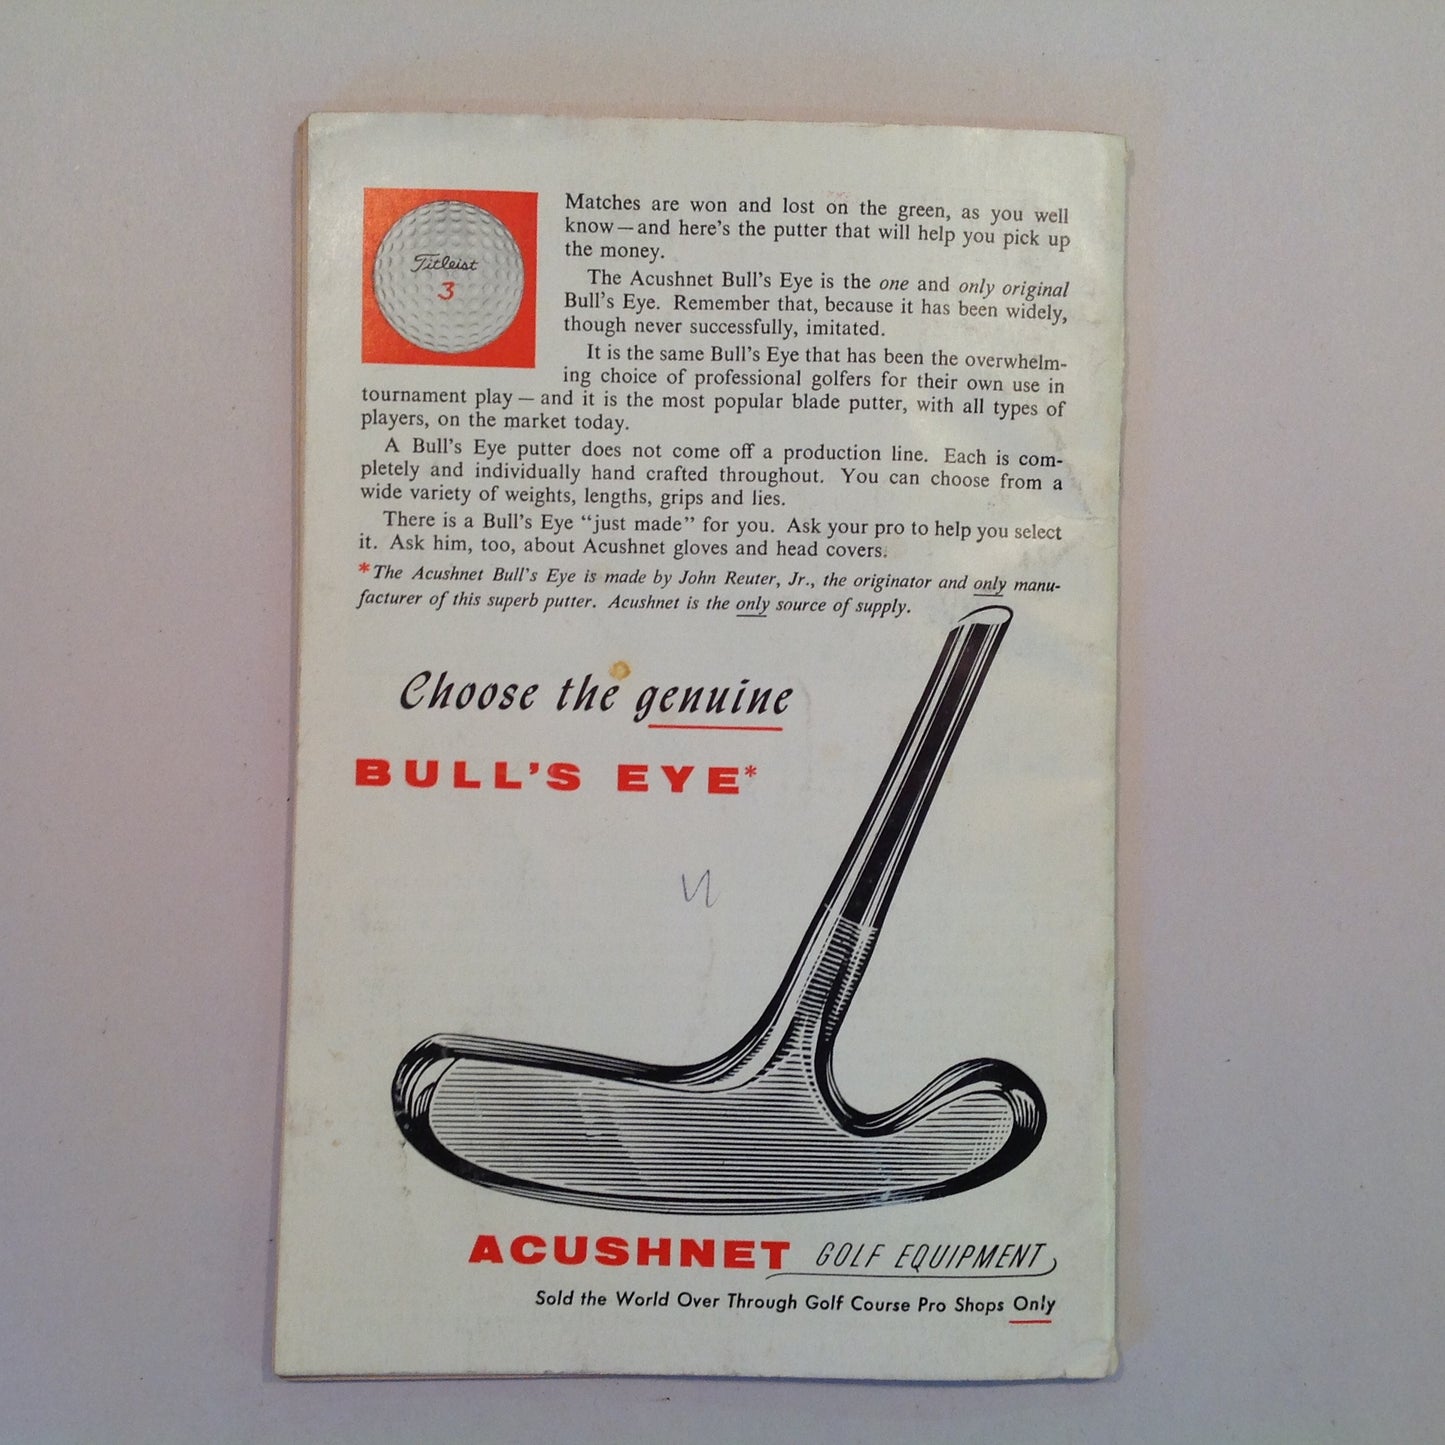 Titleist
3
Matches are won and lost on the green, as you well
know—and here's the putter that will help you pick up
the money.
The Acushnet Bull's Eye is the one and only original
Bull's Eye. Remember that, because it has been widely,
though never successfully, imitated.
It is the same Bull's Eye that has been the overwhelm-
ing choice of professional golfers for their own use in
tournament play—and it is the most popular blade putter, with all types of
players, on the market today.
A Bull's Eye putter does not come off a production line. Each is com-
pletely and individually hand crafted throughout. You can choose from a
wide variety of weights, lengths, grips and lies.
There is a Bull's Eye “just made” for you. Ask your pro to help you select
it. Ask him, too, about Acushnet gloves and head covers.
*The Acushnet Bull's Eye is made by John Reuter, Jr., the originator and only manu-
facturer of this superb putter. Acushnet is the only source of supply.
Choose the genuine
BULL'S EYE*
ACUSHNET GOLF EQUIPMENT
Sold the World Over Through Golf Course Pro Shops Only